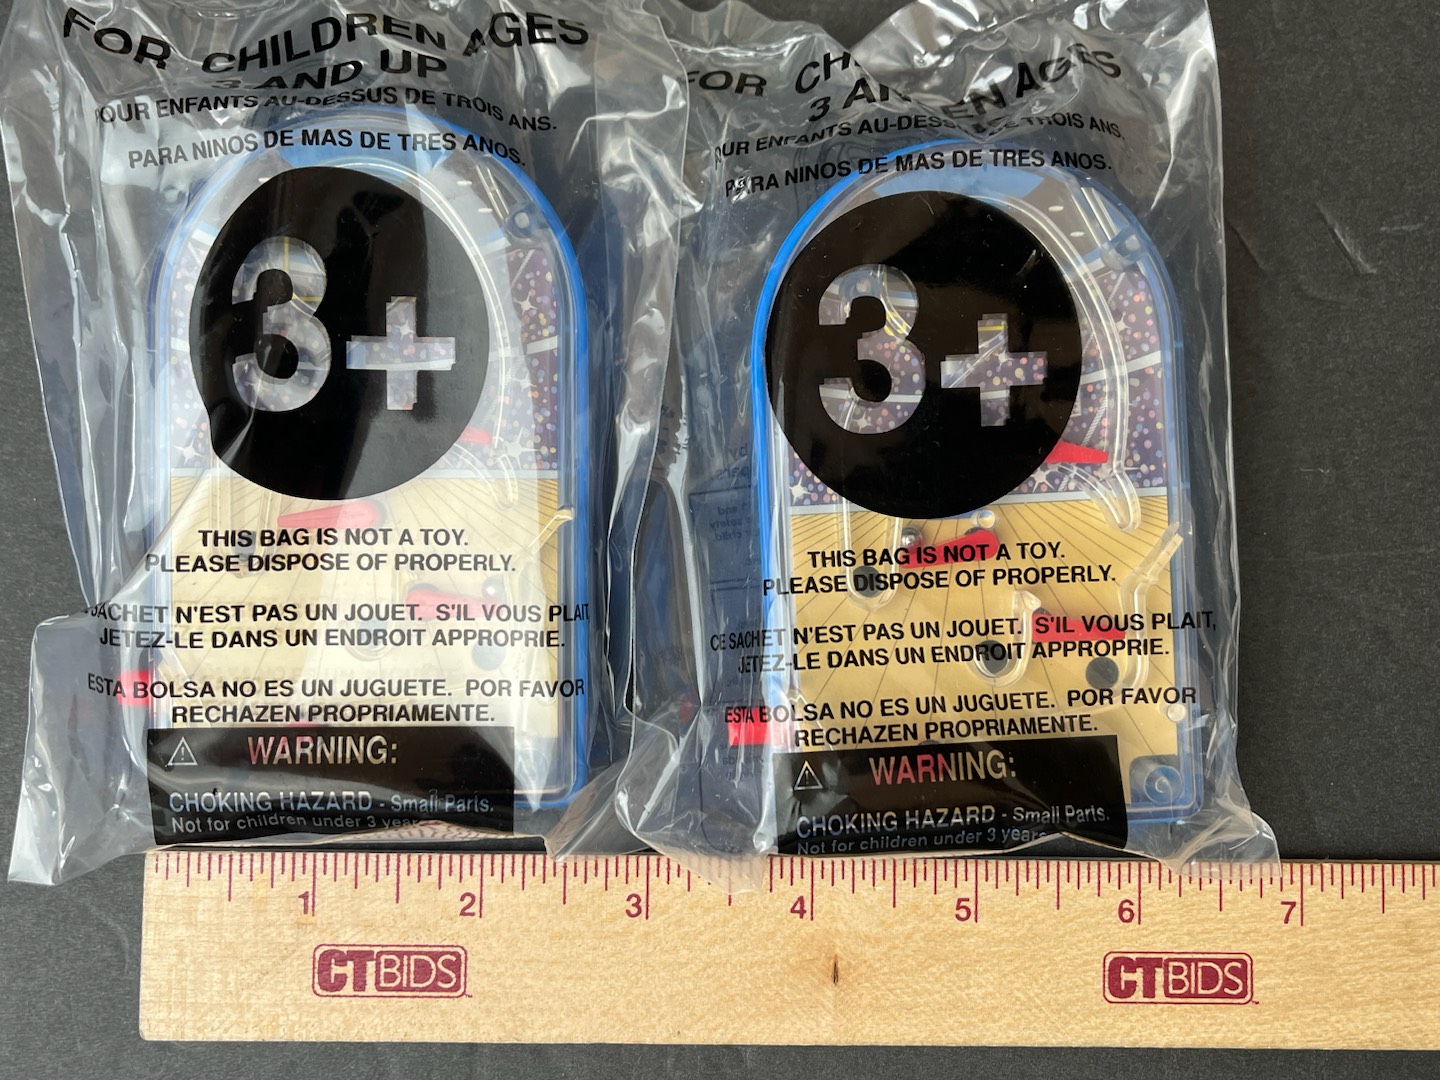 FOR CHILDREN AGES
3 AND UP
POUR ENFANTS AU-DESSUS DE TROIS ANS.
PARA NINOS DE MAS DE TRES ANOS.
3+
THIS BAG IS NOT A TOY.
PLEASE DISPOSE OF PROPERLY.
SACHET N'EST PAS UN JOUET. S'IL VOUS PLAIT
JETEZ-LE DANS UN ENDROIT APPROPRIE.
ESTA BOLSA NO ES UN JUGUETE. POR FAVOR
RECHAZEN PROPRIAMENTE.
WARNING:
CHOKING HAZARD - Small Parts.
Not for children under 3 years
FOR CH EN AGES
3 AN
OUR ENFANTS AU-DESSUS DE TROIS ANS.
PARA NINOS DE MAS DE TRES ANOS.
3+
THIS BAG IS NOT A TOY.
PLEASE DISPOSE OF PROPERLY.
CE SACHET N'EST PAS UN JOUET. S'IL VOUS PLAIT,
JETEZ-LE DANS UN ENDROIT APPROPRIE.
ESTA BOLSA NO ES UN JUGUETE. POR FAVOR
RECHAZEN PROPRIAMENTE.
WARNING:
CHOKING HAZARD - Small Parts.
Not for children under 3 years
1 2 3 4 5 6 7
CTBIDS
CTBIDS